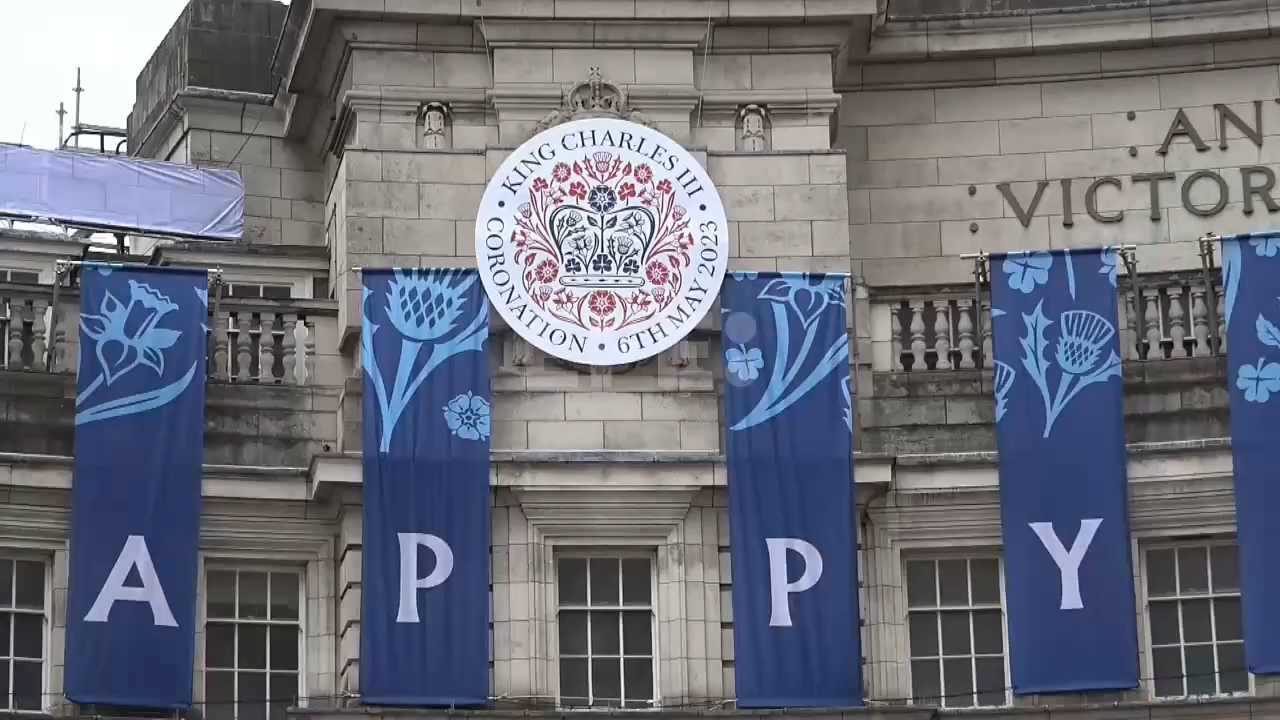 KING CHARLES III
• CORONATION • 6TH MAY 2023 •
: AN
: VICTOR
A P P Y